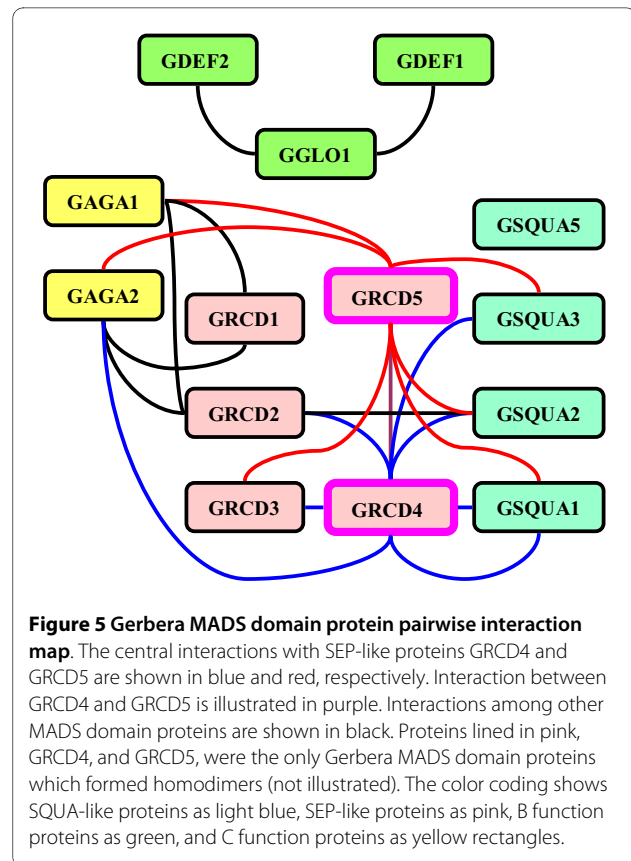 GDEF2 GDEF1
GGLO1
GAGA1
GSQUA5
GAGA2 GRCD1 GRCD5 GSQUA3
GRCD2 GSQUA2
GRCD3 GRCD4 GSQUA1
Figure 5 Gerbera MADS domain protein pairwise interaction
map. The central interactions with SEP-like proteins GRCD4 and
GRCD5 are shown in blue and red, respectively. Interaction between
GRCD4 and GRCD5 is illustrated in purple. Interactions among other
MADS domain proteins are shown in black. Proteins lined in pink,
GRCD4, and GRCD5, were the only Gerbera MADS domain proteins
which formed homodimers (not illustrated). The color coding shows
SQUA-like proteins as light blue, SEP-like proteins as pink, B function
proteins as green, and C function proteins as yellow rectangles.